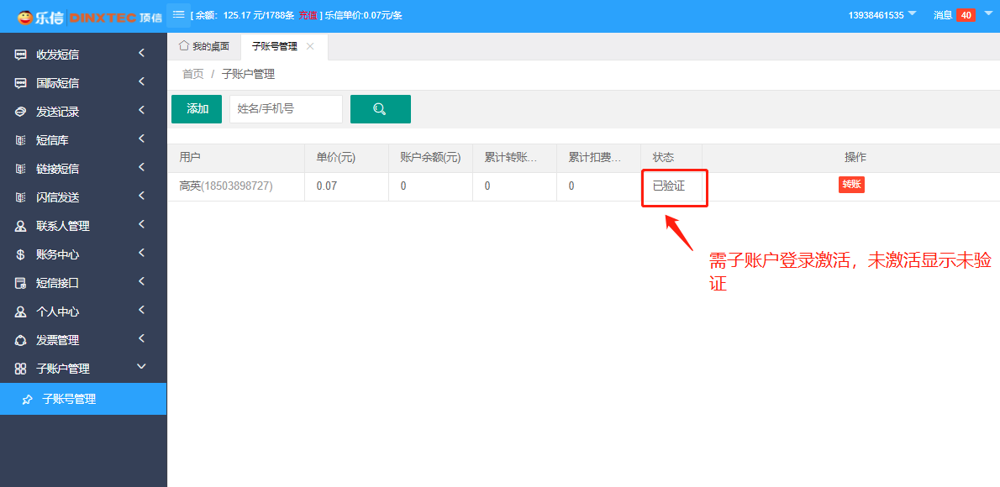 乐信 DINXTEC 顶信
[ 余额: 125.17 元/1788条 充值 ] 乐信单价:0.07元/条
13938461535
消息 40
我的桌面
子账号管理
首页 / 子账户管理
添加
姓名/手机号
用户 单价(元) 账户余额(元) 累计转账... 累计扣费... 状态 操作
高英(18503898727) 0.07 0 0 0 已验证 转账
需子账户登录激活，未激活显示未验
证
收发短信
国际短信
发送记录
短信库
链接短信
闪信发送
联系人管理
账务中心
短信接口
个人中心
发票管理
子账户管理
子账号管理